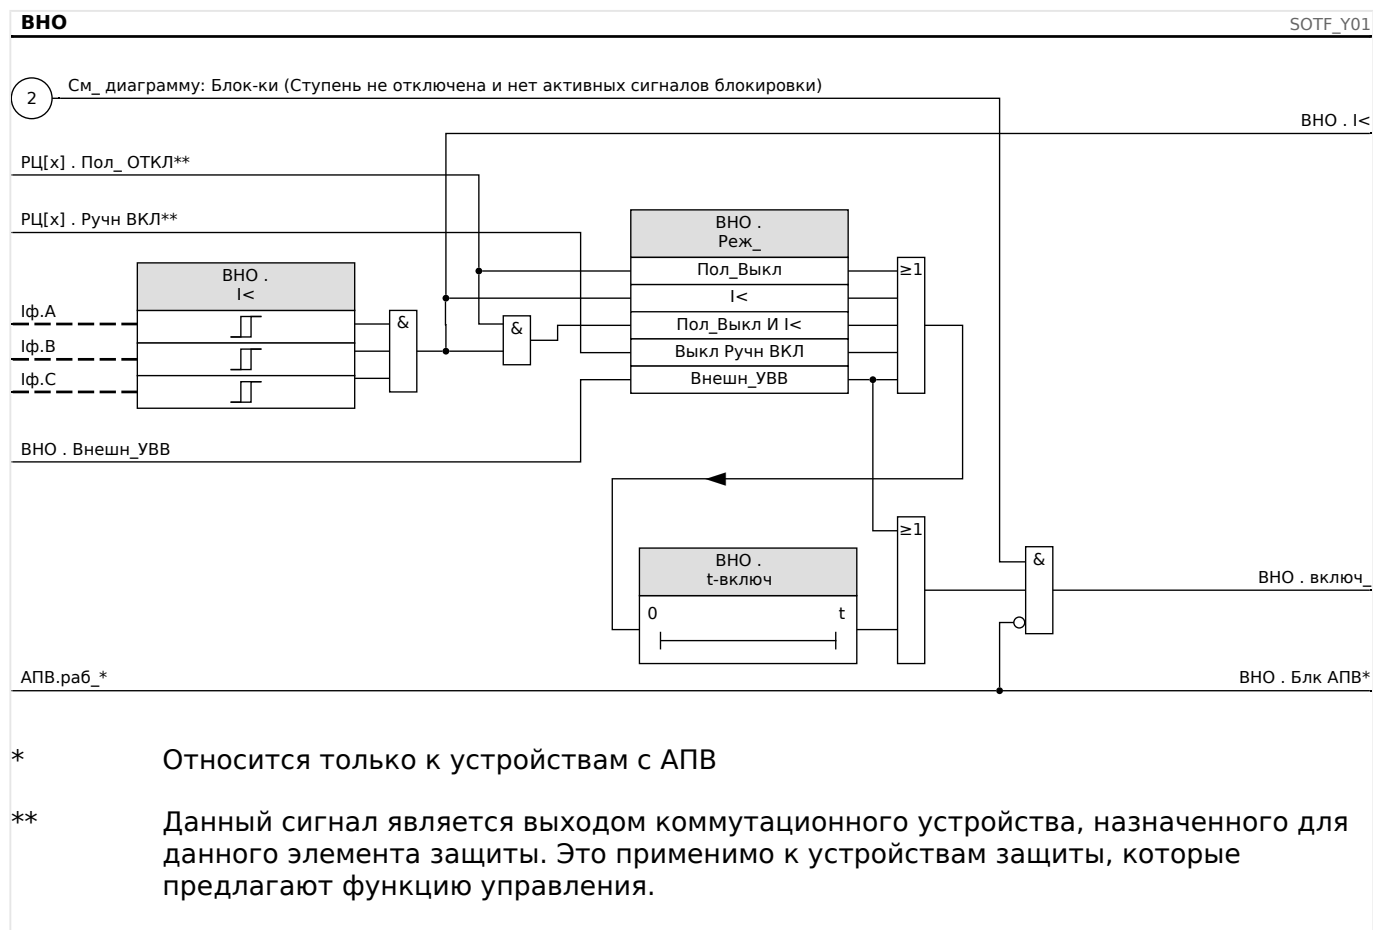 ВНО
SOTF_Y01
2
См_ диаграмму: Блок-ки (Ступень не отключена и нет активных сигналов блокировки)
ВНО . I<
РЦ[x] . Пол_ ОТКЛ**
РЦ[x] . Ручн ВКЛ**
ВНО .
Реж_
Пол_Выкл
≥1
ВНО .
I<
I<
Iф.A
&
&
Пол_Выкл И I<
Iф.B
Выкл Ручн ВКЛ
Iф.C
Внешн_УВВ
ВНО . Внешн_УВВ
≥1
ВНО .
t-включ
&
ВНО . включ_
0
t
АПВ.раб_*
ВНО . Блк АПВ*
* Относится только к устройствам с АПВ
** Данный сигнал является выходом коммутационного устройства, назначенного для
данного элемента защиты. Это применимо к устройствам защиты, которые
предлагают функцию управления.